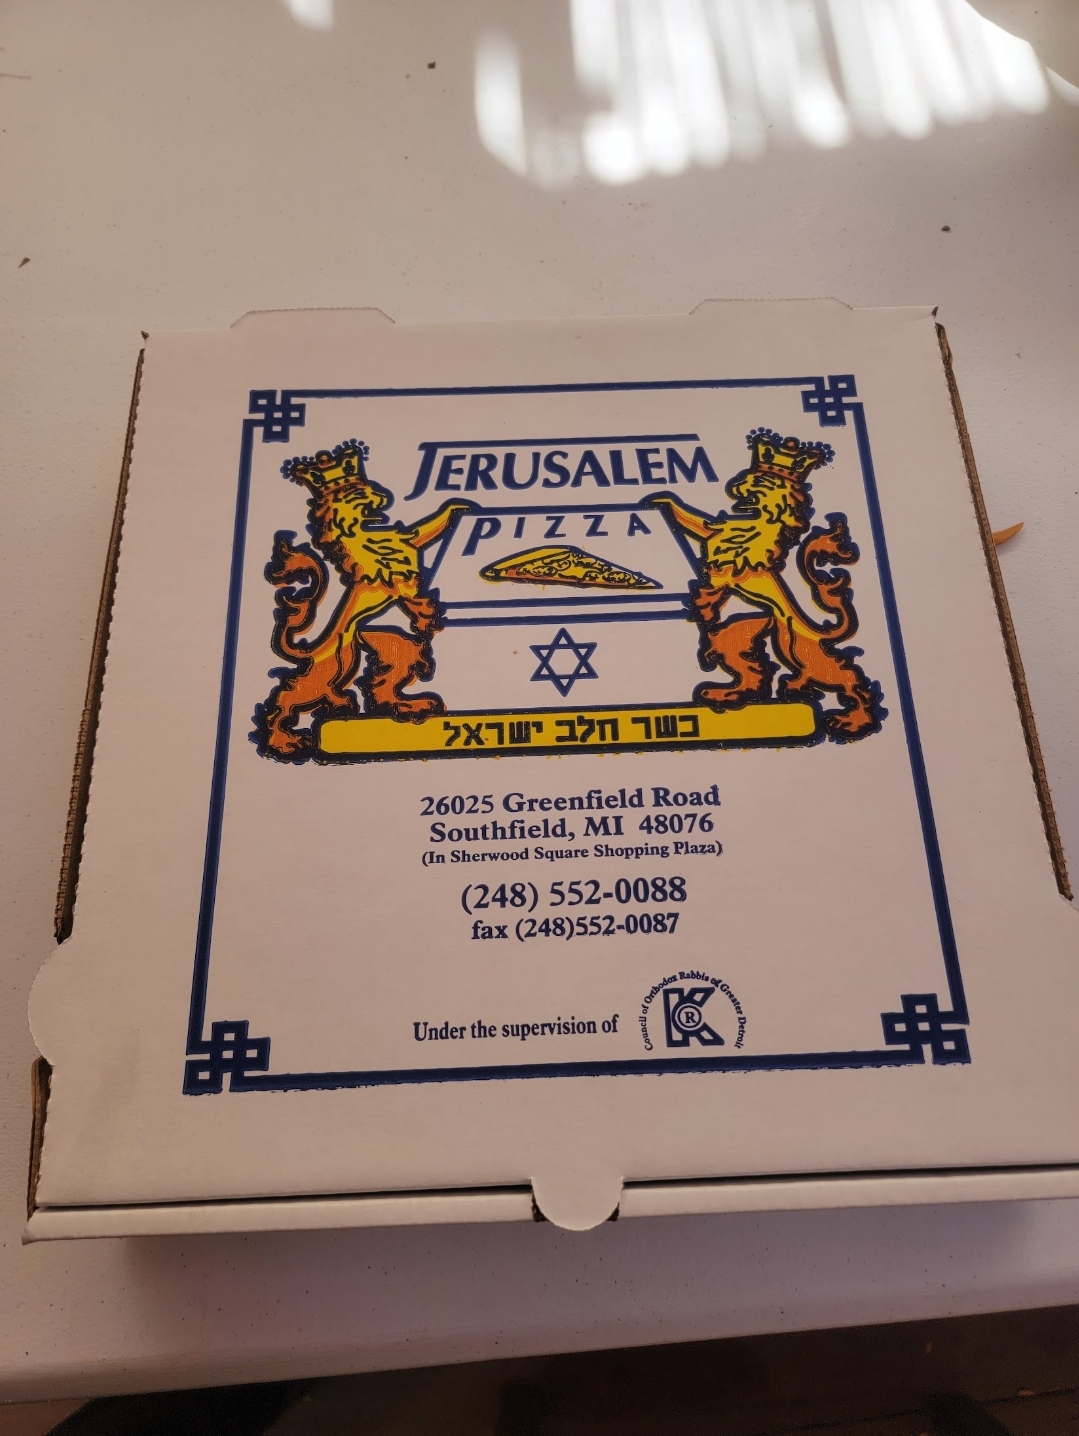 JERUSALEM
PIZZA
כשר חלב ישראל
26025 Greenfield Road
Southfield, MI 48076
(In Sherwood Square Shopping Plaza)
(248) 552-0088
fax (248)552-0087
Under the supervision of
Council of Orthodox Rabbis of Greater Detroit
K
R